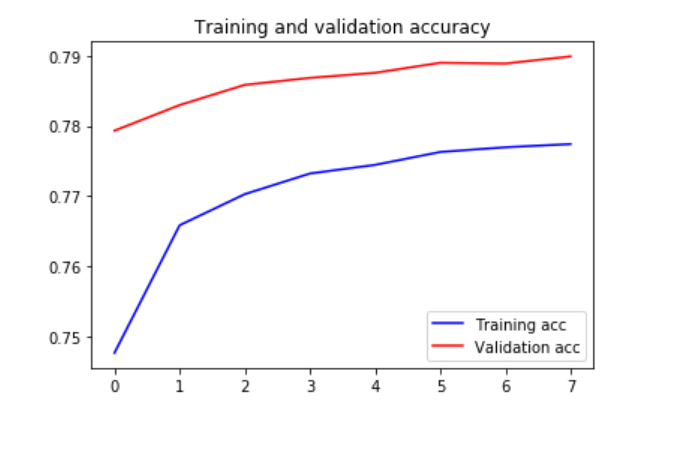 Training and validation accuracy
0.79
0.78
0.77
0.76
0.75
Training acc
Validation acc
0 1 2 3 4 5 6 7